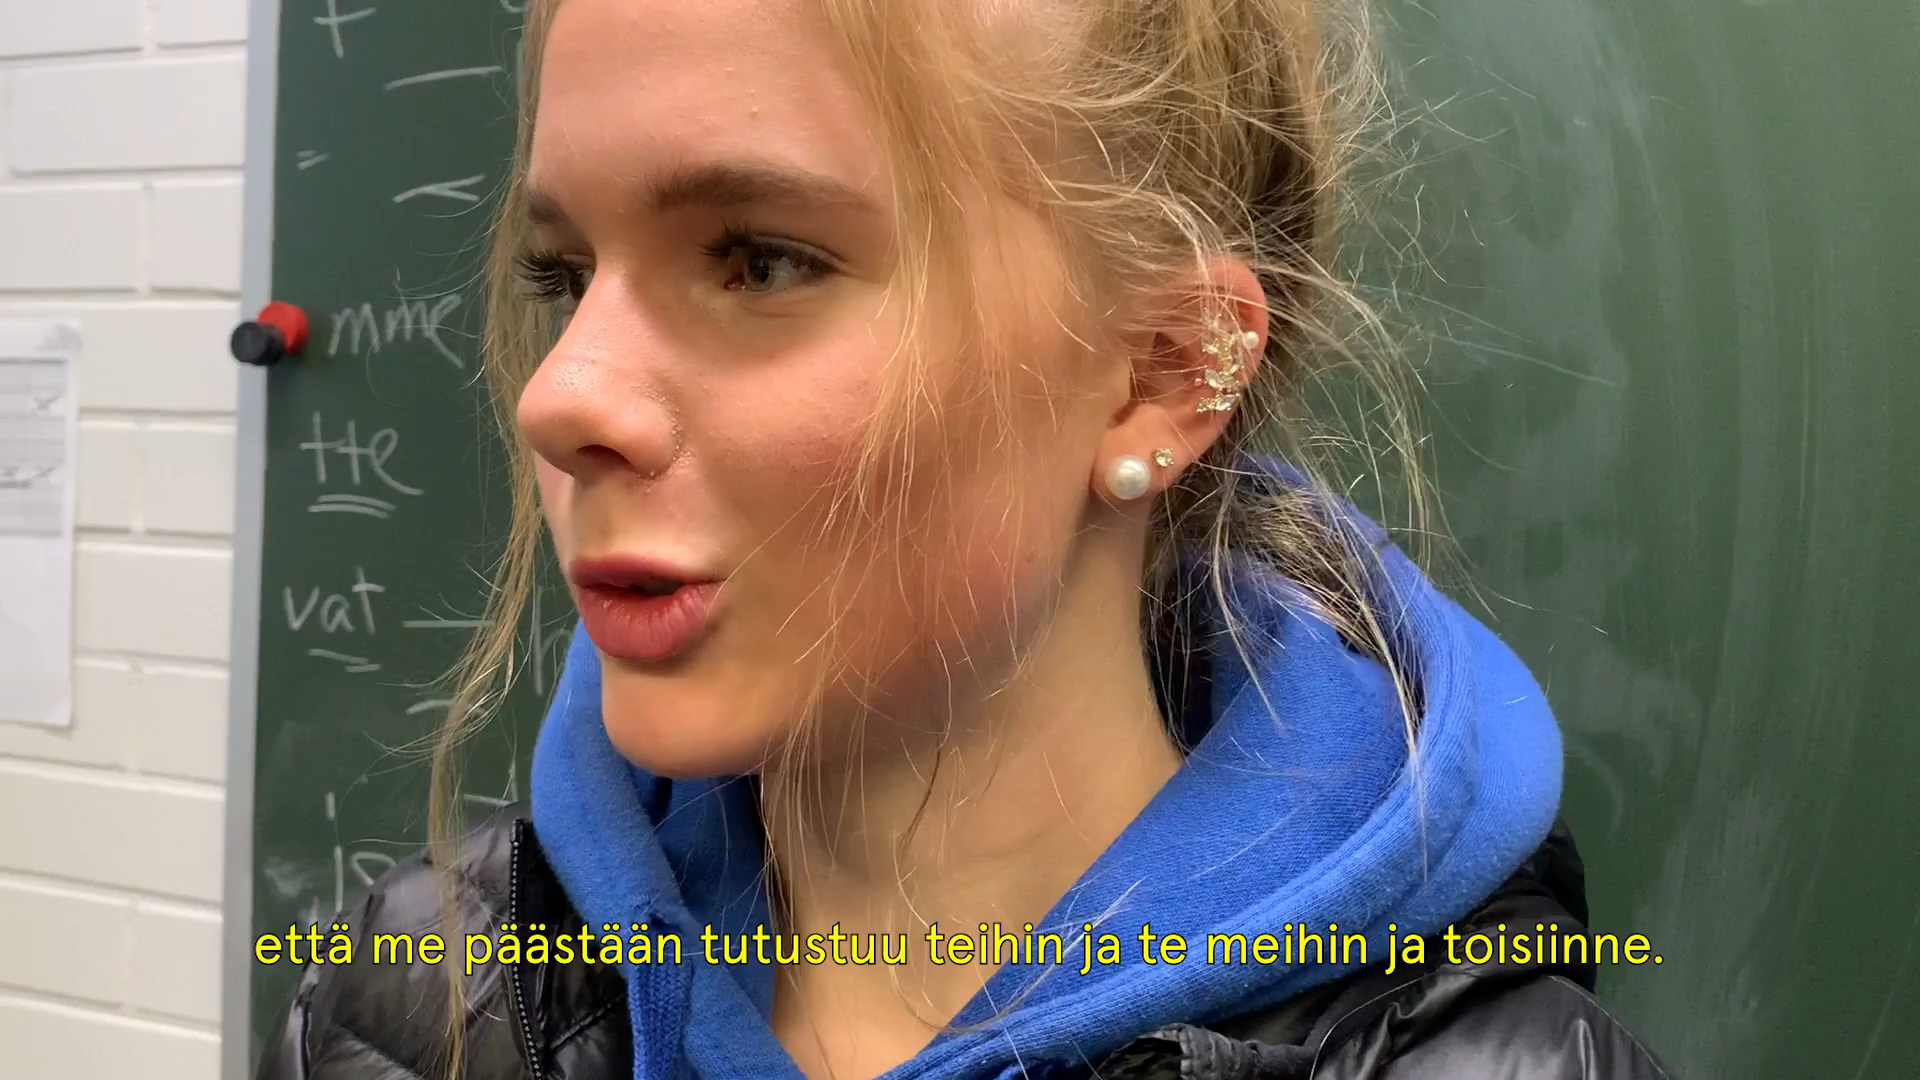 mme
tte
vat
että me päästään tutustuu teihin ja te meihin ja toisiinne.